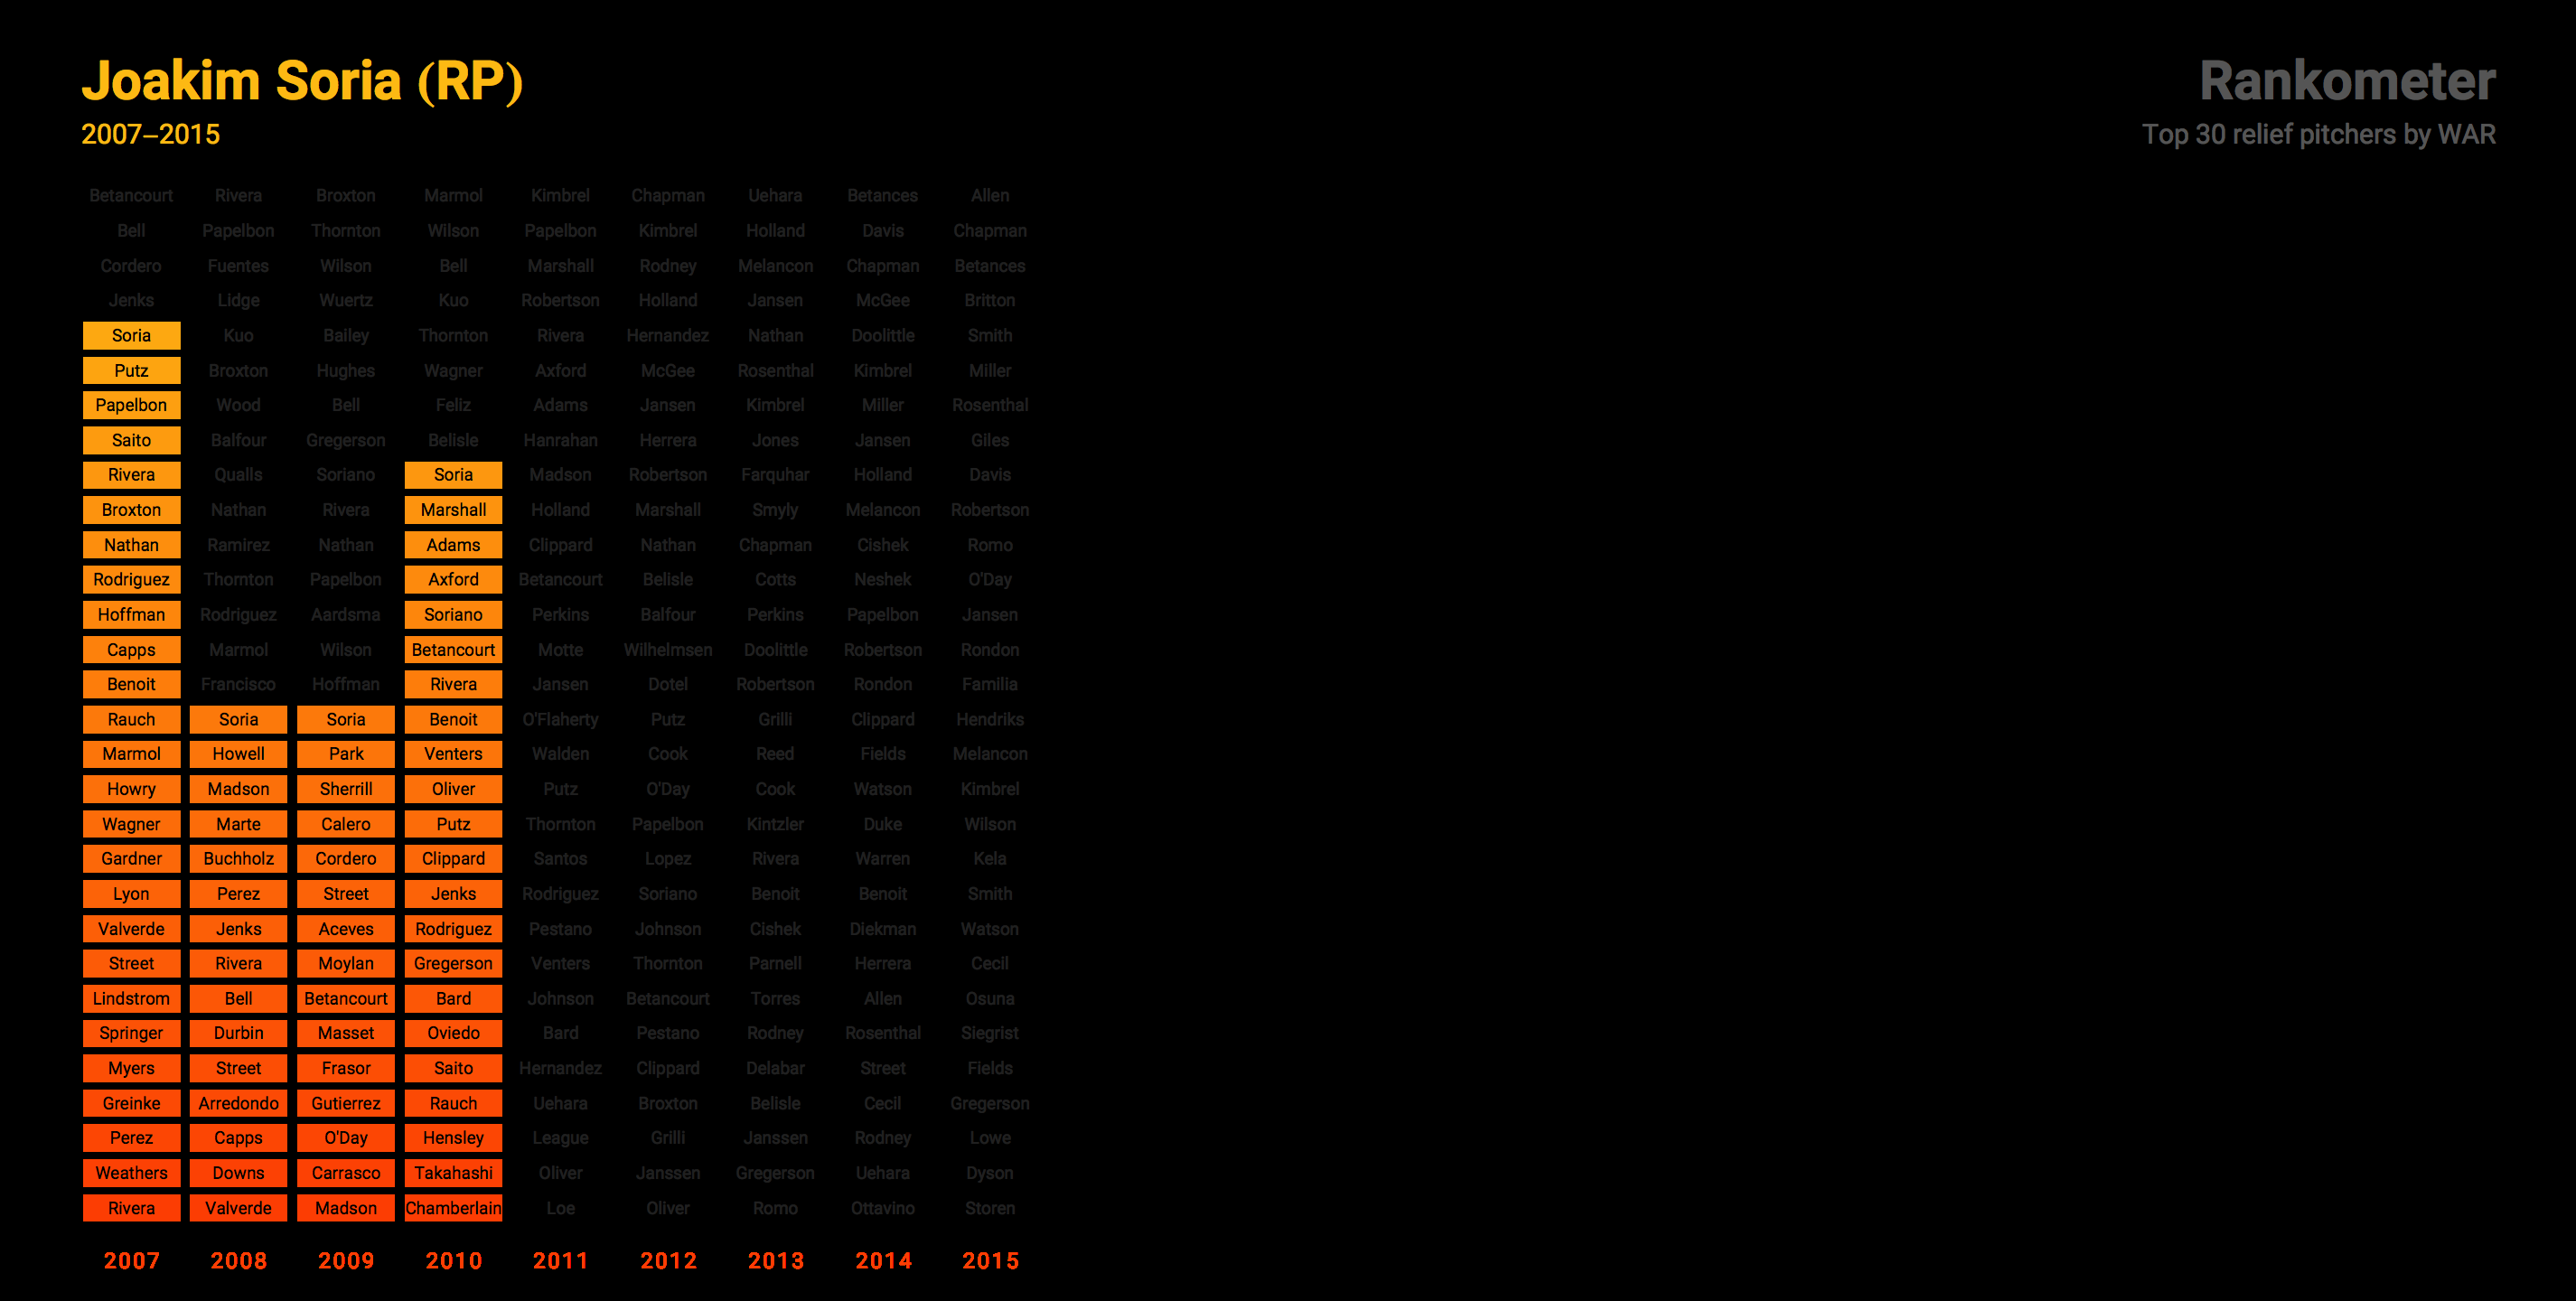 Joakim Soria (RP)
2007–2015
Rankometer
Top 30 relief pitchers by WAR
Betancourt Rivera Broxton Marmol Kimbrel Chapman Uehara Betances Allen
Bell Papelbon Thornton Wilson Papelbon Kimbrel Holland Davis Chapman
Cordero Fuentes Wilson Bell Marshall Rodney Melancon Chapman Betances
Jenks Lidge Wuertz Kuo Robertson Holland Jansen McGee Britton
Soria Kuo Bailey Thornton Rivera Hernandez Nathan Doolittle Smith
Putz Broxton Hughes Wagner Axford McGee Rosenthal Kimbrel Miller
Papelbon Wood Bell Feliz Adams Jansen Kimbrel Miller Rosenthal
Saito Balfour Gregerson Belisle Hanrahan Herrera Jones Jansen Giles
Rivera Qualls Soriano Soria Madson Robertson Farquhar Holland Davis
Broxton Nathan Rivera Marshall Holland Marshall Smyly Melancon Robertson
Nathan Ramirez Nathan Adams Clippard Nathan Chapman Cishek Romo
Rodriguez Thornton Papelbon Axford Betancourt Belisle Cotts Neshek O'Day
Hoffman Rodriguez Aardsma Soriano Perkins Balfour Perkins Papelbon Jansen
Capps Marmol Wilson Betancourt Motte Wilhelmsen Doolittle Robertson Rondon
Benoit Francisco Hoffman Rivera Jansen Dotel Robertson Rondon Familia
Rauch Soria Soria Benoit O'Flaherty Putz Grilli Clippard Hendriks
Marmol Howell Park Venters Walden Cook Reed Fields Melancon
Howry Madson Sherrill Oliver Putz O'Day Cook Watson Kimbrel
Wagner Marte Calero Putz Thornton Papelbon Kintzler Duke Wilson
Gardner Buchholz Cordero Clippard Santos Lopez Rivera Warren Kela
Lyon Perez Street Jenks Rodriguez Soriano Benoit Benoit Smith
Valverde Jenks Aceves Rodriguez Pestano Johnson Cishek Diekman Watson
Street Rivera Moylan Gregerson Venters Thornton Parnell Herrera Cecil
Lindstrom Bell Betancourt Bard Johnson Betancourt Torres Allen Osuna
Springer Durbin Masset Oviedo Bard Pestano Rodney Rosenthal Siegrist
Myers Street Frasor Saito Hernandez Clippard Delabar Street Fields
Greinke Arredondo Gutierrez Rauch Uehara Broxton Belisle Cecil Gregerson
Perez Capps O'Day Hensley League Grilli Janssen Rodney Lowe
Weathers Downs Carrasco Takahashi Oliver Janssen Gregerson Uehara Dyson
Rivera Valverde Madson Chamberlain Loe Oliver Romo Ottavino Storen
2007 2008 2009 2010 2011 2012 2013 2014 2015